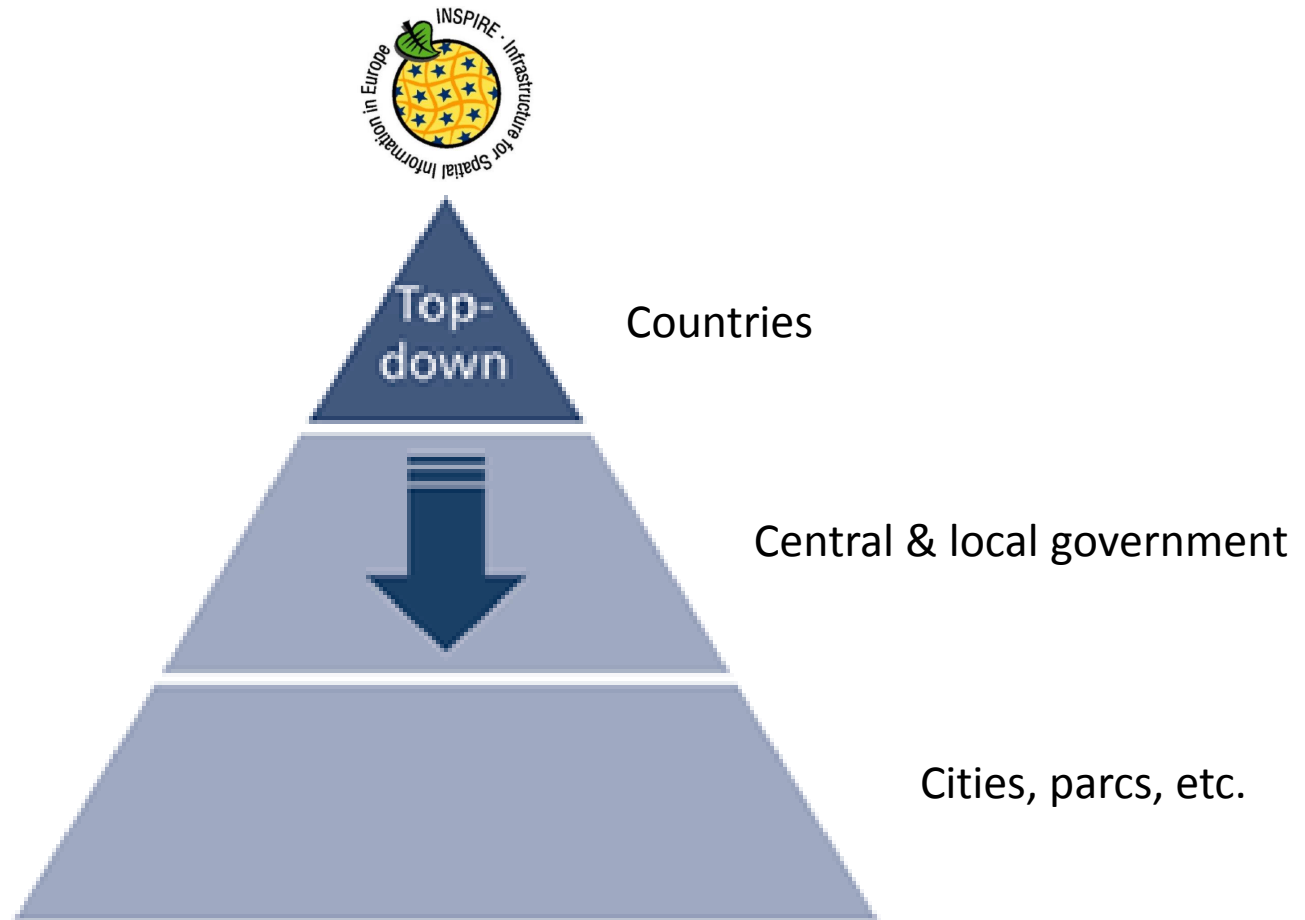 INSPIRE - Infrastructure for Spatial Information in Europe
Top-
down
Countries
Central & local government
Cities, parcs, etc.